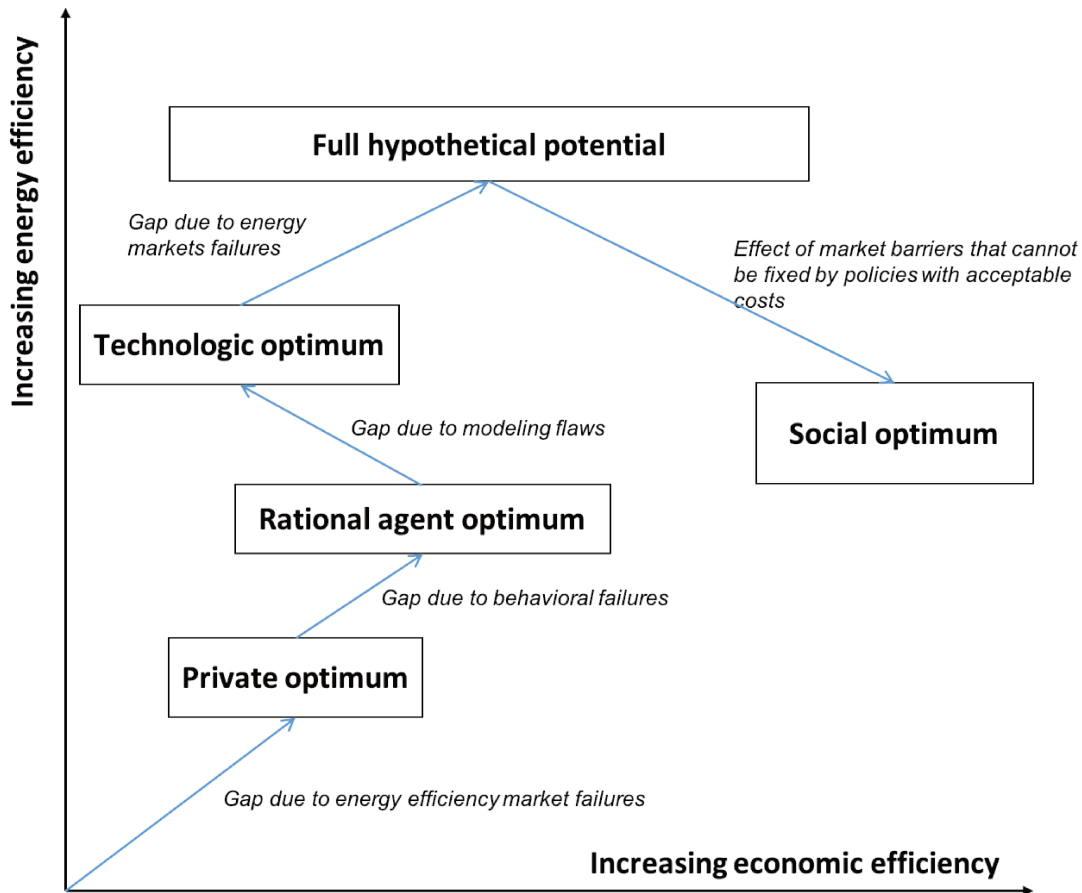 Increasing energy efficiency
Full hypothetical potential
Gap due to energy
markets failures
Effect of market barriers that cannot
be fixed by policies with acceptable
costs
Technologic optimum
Gap due to modeling flaws
Social optimum
Rational agent optimum
Gap due to behavioral failures
Private optimum
Gap due to energy efficiency market failures
Increasing economic efficiency